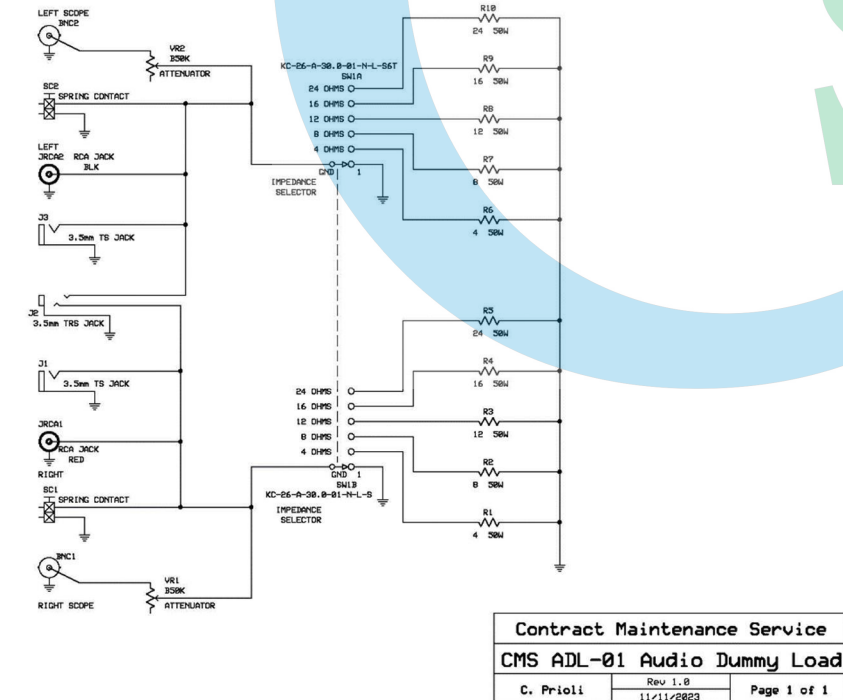 LEFT SCOPE
BNC2
VR2
B50K
ATTENUATOR
SC2
SPRING CONTACT
LEFT
JRCA2 RCA JACK
BLK
J3
3.5mm TS JACK
J2
3.5mm TRS JACK
J1
3.5mm TS JACK
JRCA1
RCA JACK
RED
RIGHT
SC1
SPRING CONTACT
BNC1
RIGHT SCOPE
VR1
B50K
ATTENUATOR
KC-26-A-30.0-01-N-L-S6T
SW1A
24 OHMS
16 OHMS
12 OHMS
8 OHMS
4 OHMS
GND 1
IMPEDANCE
SELECTOR
24 OHMS
16 OHMS
12 OHMS
8 OHMS
4 OHMS
GND 1
SW1B
KC-26-A-30.0-01-N-L-S
IMPEDANCE
SELECTOR
R10
24 50W
R9
16 50W
R8
12 50W
R7
8 50W
R6
4 50W
R5
24 50W
R4
16 50W
R3
12 50W
R2
8 50W
R1
4 50W
Contract Maintenance Service
CMS ADL-01 Audio Dummy Load
C. Prioli
Rev 1.0
11/11/2023
Page 1 of 1